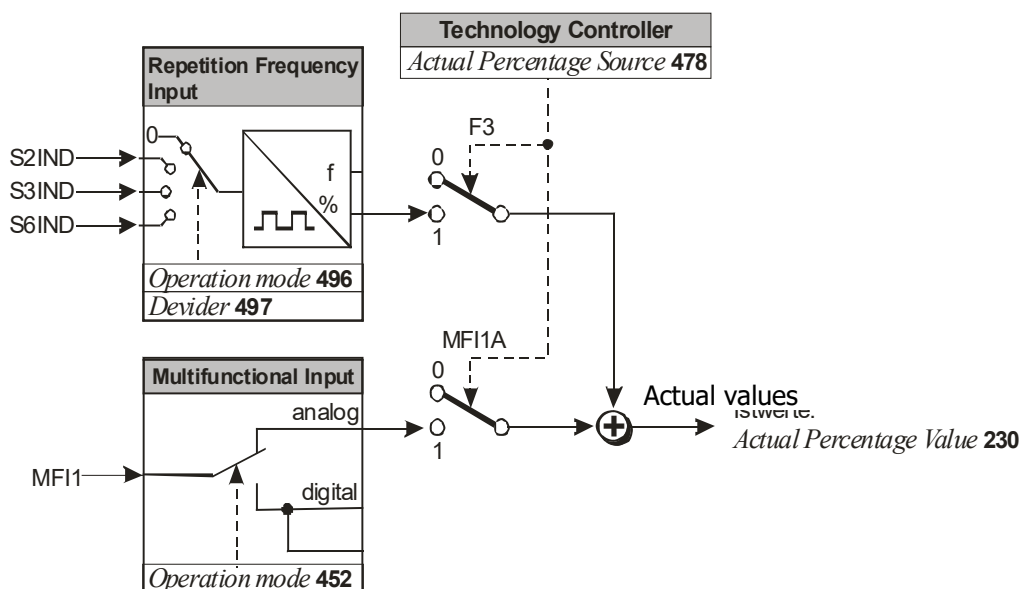 Technology Controller
Actual Percentage Source 478
Repetition Frequency
Input
F3
0
0
S2IND
f
S3IND
%
S6IND
1
Operation mode 496
Devider 497
MFI1A
Multifunctional Input
0
analog
Actual values
Istwerte:
1
Actual Percentage Value 230
MFI1
digital
Operation mode 452